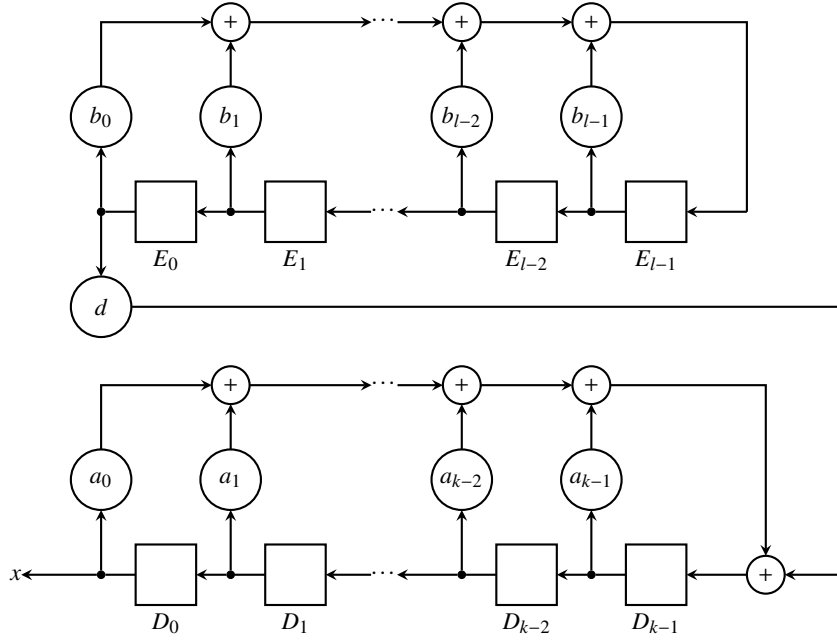 + ⋯ + +
b₀ b₁ bₗ₋₂ bₗ₋₁
⋯
E₀ E₁ Eₗ₋₂ Eₗ₋₁
d
+ ⋯ + +
a₀ a₁ aₖ₋₂ aₖ₋₁
x ⋯ +
D₀ D₁ Dₖ₋₂ Dₖ₋₁